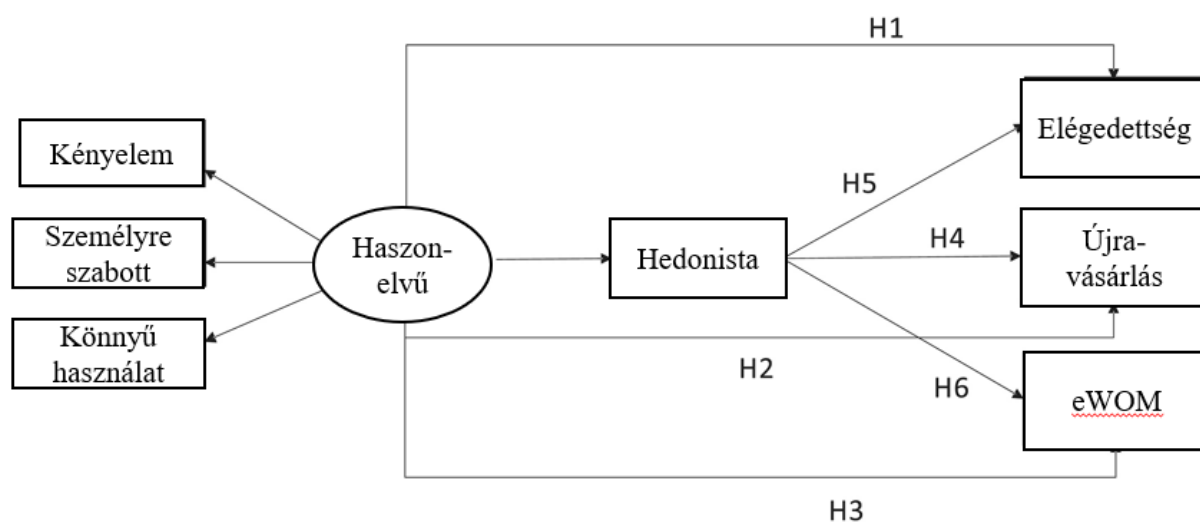 H1
Elégedettség
Kényelem
H5
Személyre
szabott
Haszon-
elvű
Hedonista
H4
Újra-
vásárlás
Könnyű
használat
H2
H6
eWOM
H3